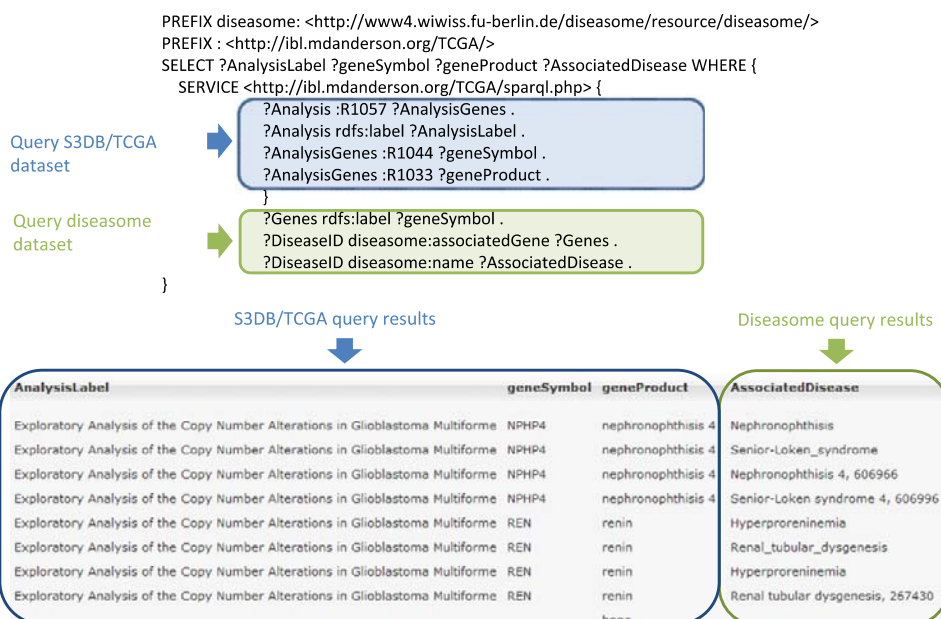 PREFIX diseasome: <http://www4.wiwiss.fu-berlin.de/diseasome/resource/diseasome/>
PREFIX : <http://ibl.mdanderson.org/TCGA/>
SELECT ?AnalysisLabel ?geneSymbol ?geneProduct ?AssociatedDisease WHERE {
SERVICE <http://ibl.mdanderson.org/TCGA/sparql.php> {
?Analysis :R1057 ?AnalysisGenes .
?Analysis rdfs:label ?AnalysisLabel .
?AnalysisGenes :R1044 ?geneSymbol .
?AnalysisGenes :R1033 ?geneProduct .
}
Query S3DB/TCGA
dataset
?Genes rdfs:label ?geneSymbol .
?DiseaseID diseasome:associatedGene ?Genes .
?DiseaseID diseasome:name ?AssociatedDisease .
}
Query diseasome
dataset
S3DB/TCGA query results
Diseasome query results
AnalysisLabel geneSymbol geneProduct AssociatedDisease
Exploratory Analysis of the Copy Number Alterations in Glioblastoma Multiforme NPHP4 nephronophthisis 4 Nephronophthisis
Exploratory Analysis of the Copy Number Alterations in Glioblastoma Multiforme NPHP4 nephronophthisis 4 Senior-Loken_syndrome
Exploratory Analysis of the Copy Number Alterations in Glioblastoma Multiforme NPHP4 nephronophthisis 4 Nephronophthisis 4, 606966
Exploratory Analysis of the Copy Number Alterations in Glioblastoma Multiforme NPHP4 nephronophthisis 4 Senior-Loken syndrome 4, 606996
Exploratory Analysis of the Copy Number Alterations in Glioblastoma Multiforme REN renin Hyperproreninemia
Exploratory Analysis of the Copy Number Alterations in Glioblastoma Multiforme REN renin Renal_tubular_dysgenesis
Exploratory Analysis of the Copy Number Alterations in Glioblastoma Multiforme REN renin Hyperproreninemia
Exploratory Analysis of the Copy Number Alterations in Glioblastoma Multiforme REN renin Renal tubular dysgenesis, 267430